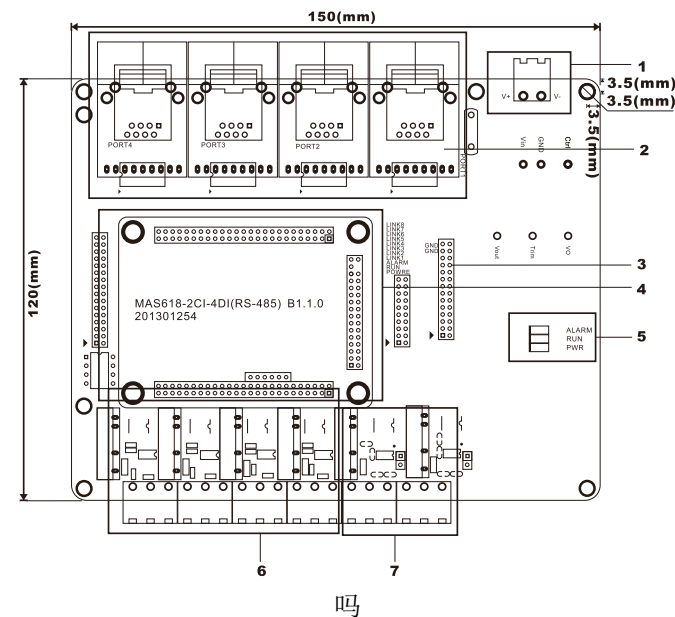 150(mm)
1
3.5(mm)
3.5(mm)
3.5(mm)
V+ V-
PORT4 PORT3 PORT2
PORT1
2
Vin GND Ctrl
120(mm)
LINK8
LINK7
LINK6
LINK5
LINK4
LINK3
LINK2
LINK1
ALARM
RUN
POWRE
GND
GND
Vout Trim VO
3
4
MAS618-2CI-4DI(RS-485) B1.1.0
201301254
ALARM
RUN
PWR
5
6 7
吗